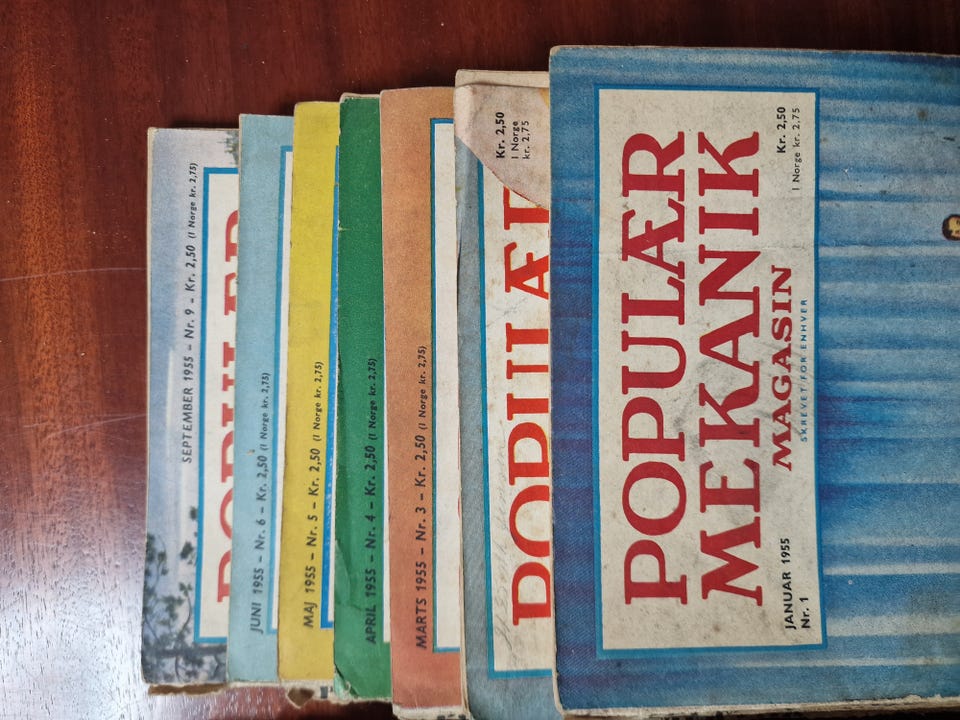 SEPTEMBER 1955 – Nr. 9 – Kr. 2,50 (I Norge kr. 2,75)
JUNI 1955 – Nr. 6 – Kr. 2,50 (I Norge kr. 2,75)
MAJ 1955 – Nr. 5 – Kr. 2,50 (I Norge kr. 2,75)
APRIL 1955 – Nr. 4 – Kr. 2,50 (I Norge kr. 2,75)
MARTS 1955 – Nr. 3 – Kr. 2,50 (I Norge kr. 2,75)
Kr. 2,50
I Norge
kr. 2,75
POPULÆR
MEKANIK
MAGASIN
SKREVET FOR ENHVER
JANUAR 1955
Nr. 1
Kr. 2,50
I Norge kr. 2,75